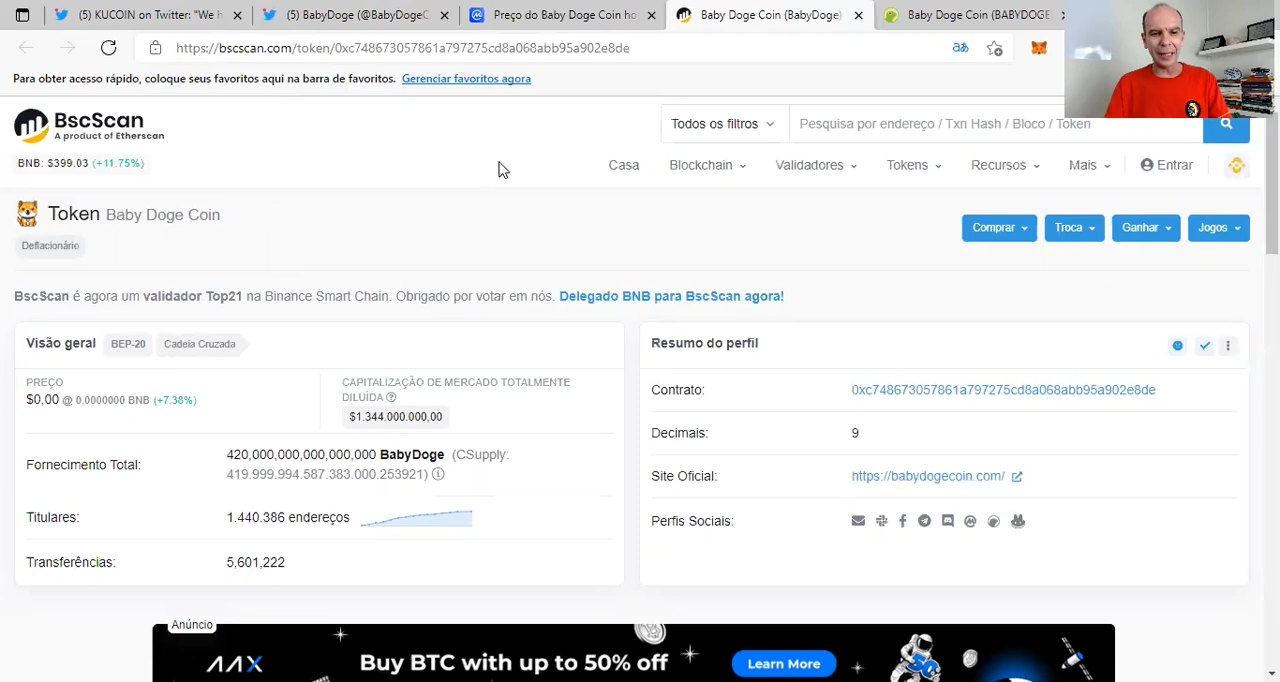 (5) KUCOIN on Twitter: "We H
(5) BabyDoge (@BabyDogeC
Preço do Baby Doge Coin ho
Baby Doge Coin (BabyDoge)
Baby Doge Coin (BABYDOGE
https://bscscan.com/token/0xc748673057861a797275cd8a068abb95a902e8de
Para obter acesso rápido, coloque seus favoritos aqui na barra de favoritos. Gerenciar favoritos agora
BscScan
A product of Etherscan
Todos os filtros
Pesquisa por endereço / Txn Hash / Bloco / Token
BNB: $399.03 (+11.75%)
Casa Blockchain Validadores Tokens Recursos Mais Entrar
Token Baby Doge Coin
Comprar Troca Ganhar Jogos
Deflacionário
BscScan é agora um validador Top21 na Binance Smart Chain. Obrigado por votar em nós. Delegado BNB para BscScan agora!
Visão geral BEP-20 Cadeia Cruzada
PREÇO
$0,00 @ 0,0000000 BNB (+7,38%)
CAPITALIZAÇÃO DE MERCADO TOTALMENTE
DILUÍDA
$1.344.000.000,00
Fornecimento Total:
420,000,000,000,000,000 BabyDoge (CSupply:
419.999.994.587.383.000.253921)
Titulares:
1.440.386 endereços
Transferências:
5,601,222
Resumo do perfil
Contrato:
0xc748673057861a797275cd8a068abb95a902e8de
Decimais:
9
Site Oficial:
https://babydogecoin.com/
Perfis Sociais:
Anúncio
AAX
Buy BTC with up to 50% off
Learn More